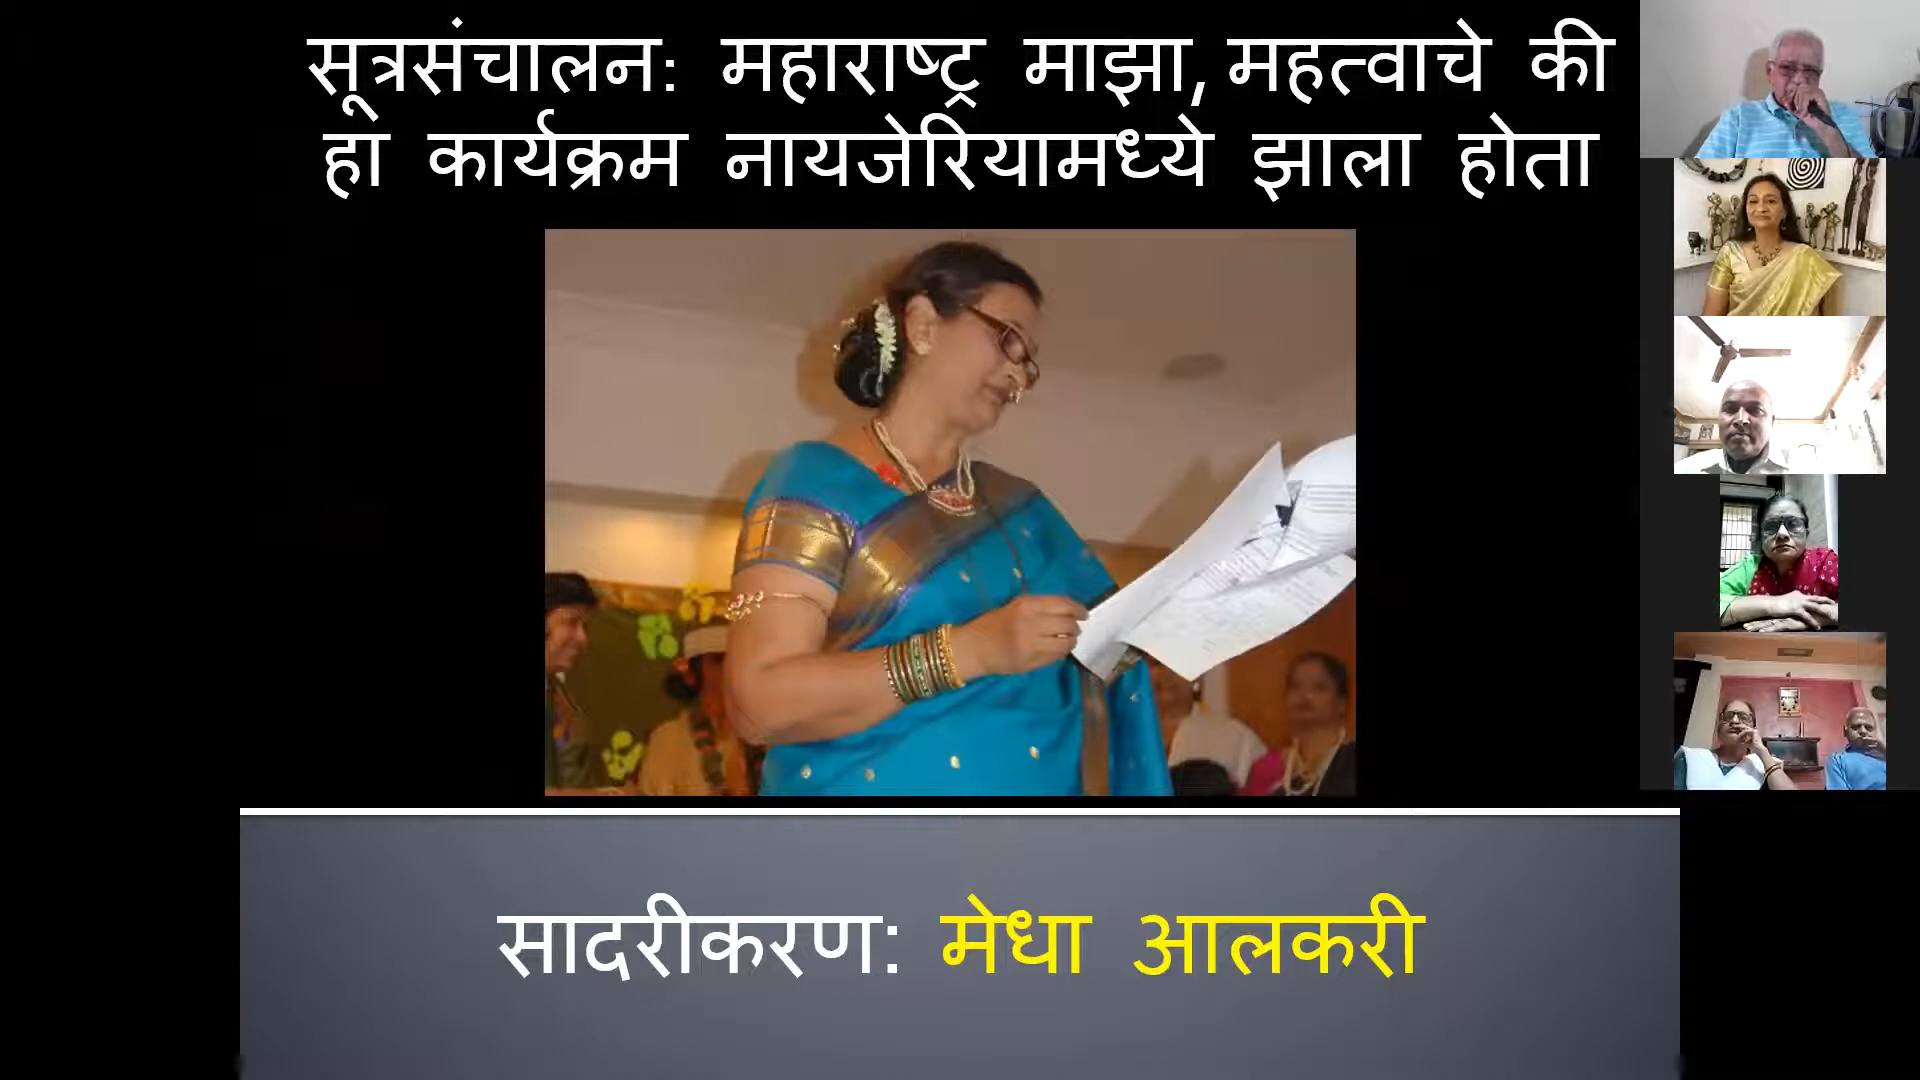 सूत्रसंचालन: महाराष्ट्र माझा, महत्वाचे की
हा कार्यक्रम नायजेरियामध्ये झाला होता
सादरीकरण: मेधा आलकरी